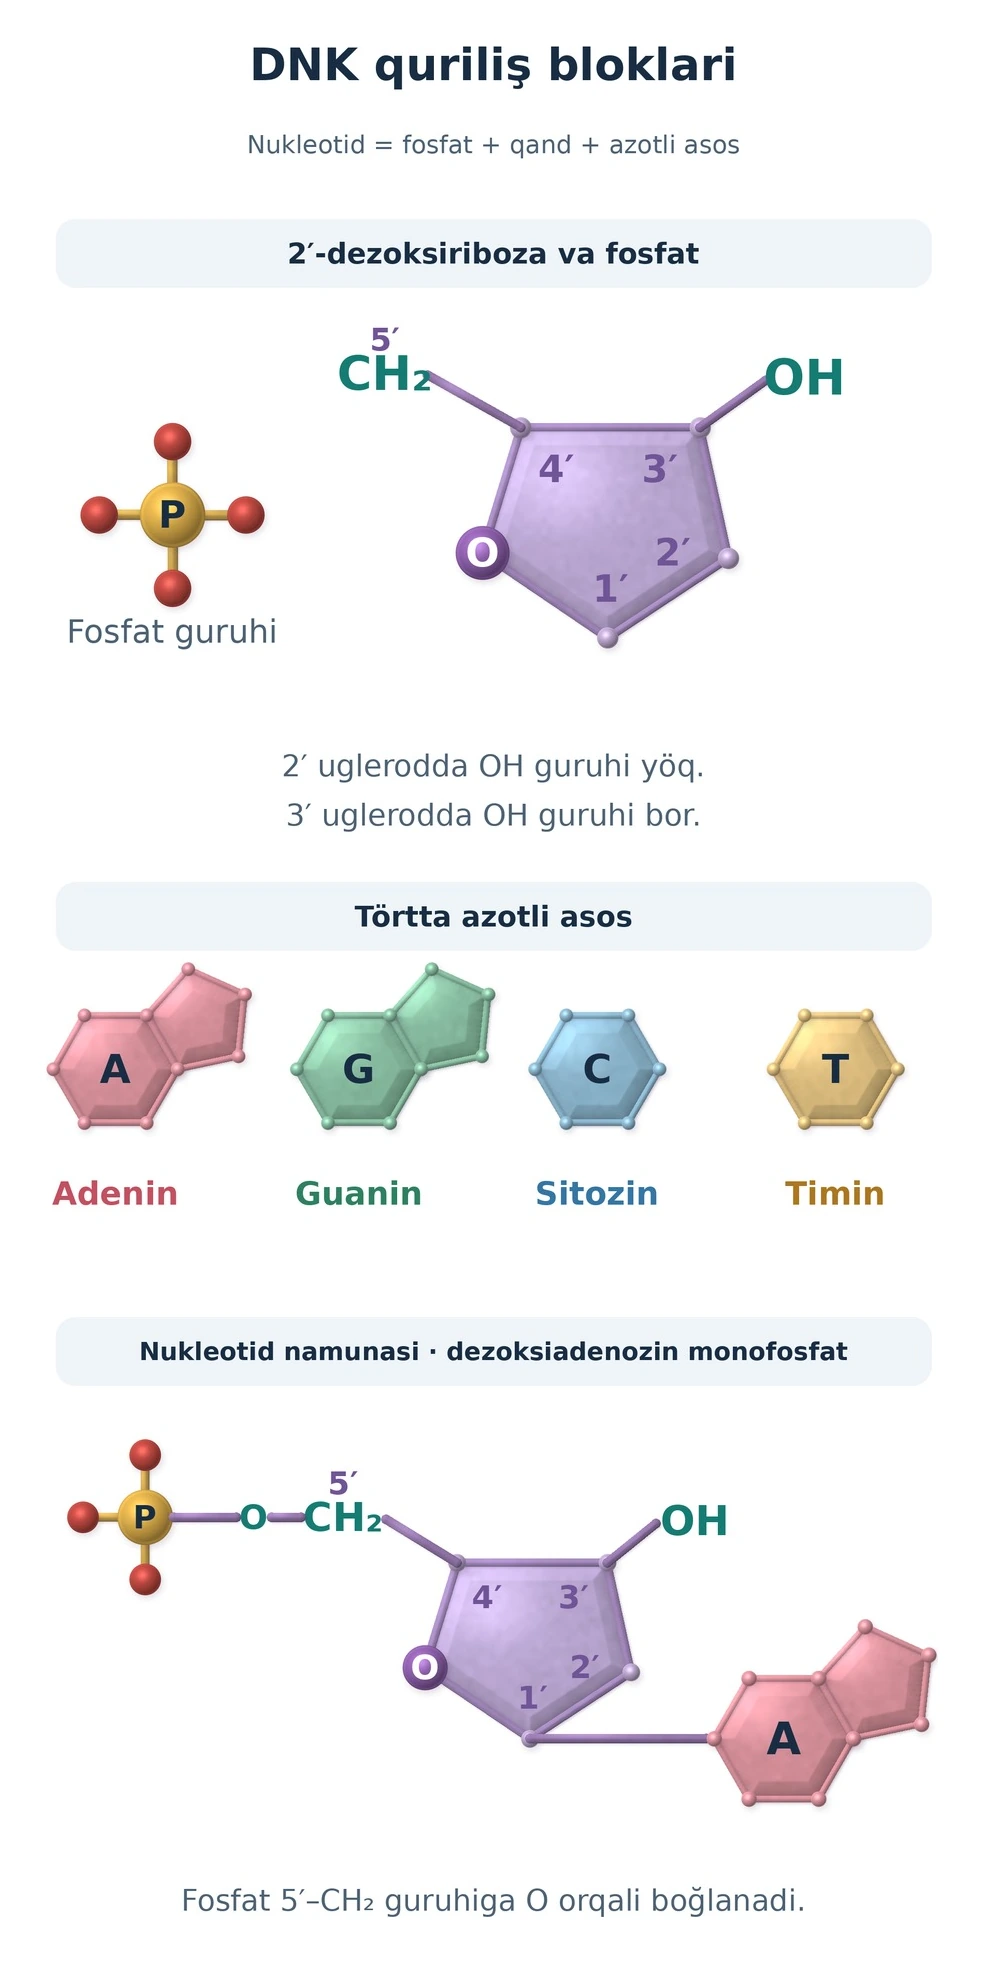 DNK quriliş bloklari
Nukleotid = fosfat + qand + azotli asos
2′-dezoksiriboza va fosfat
5′
CH₂
OH
4′
3′
P
O
2′
1′
Fosfat guruhi
2′ uglerodda OH guruhi yöq.
3′ uglerodda OH guruhi bor.
Törtta azotli asos
A
G
C
T
Adenin
Guanin
Sitozin
Timin
Nukleotid namunasi · dezoksiadenozin monofosfat
5′
P
O
CH₂
OH
4′
3′
O
2′
1′
A
Fosfat 5′–CH₂ guruhiga O orqali boğlanadi.